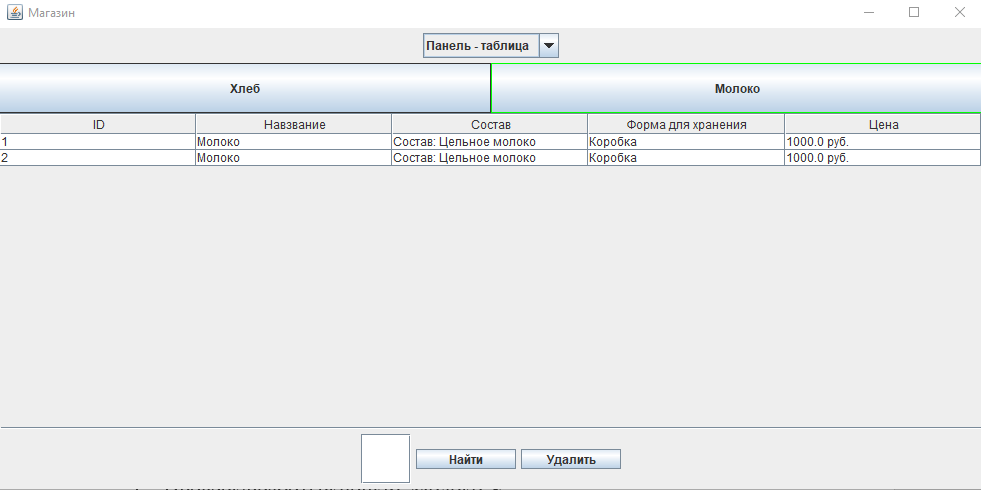 Магазин
Панель - таблица
Хлеб Молоко
ID Навзвание Состав Форма для хранения Цена
1 Молоко Состав: Цельное молоко Коробка 1000.0 руб.
2 Молоко Состав: Цельное молоко Коробка 1000.0 руб.
Найти Удалить